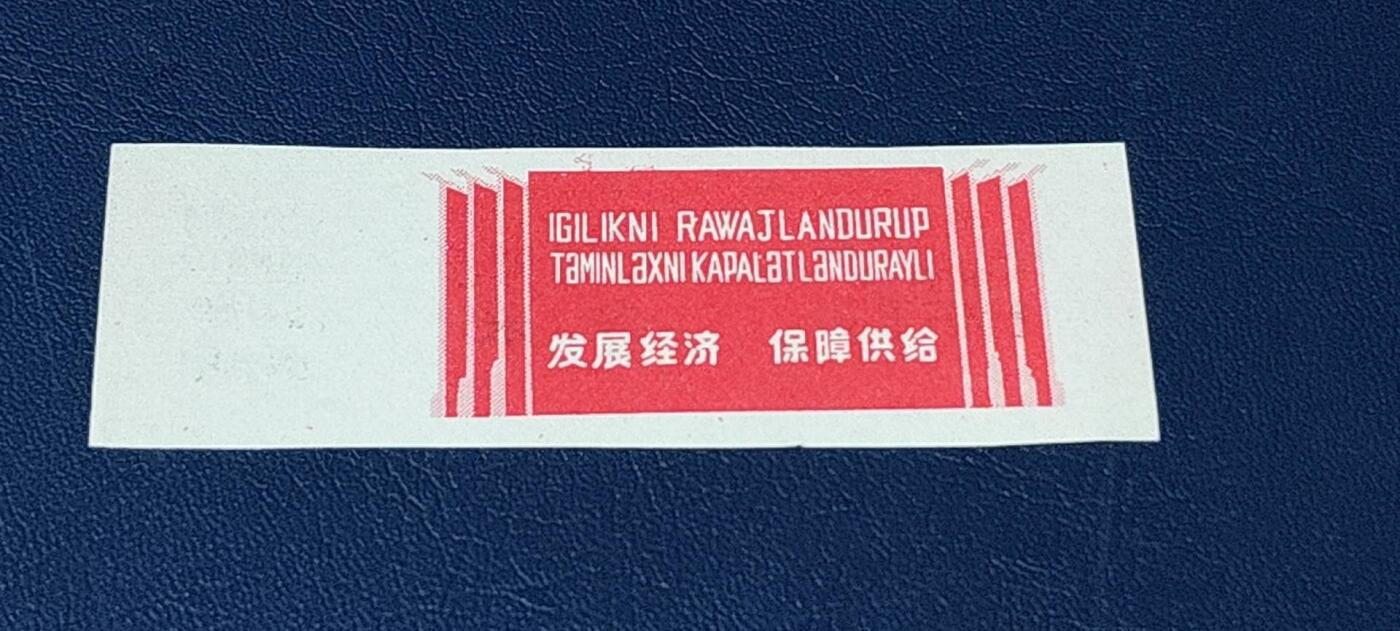 IGILIKNI RAWAJLANDURUP
TəMINLəXNI KAPALəTLəNDURAYLI
发展经济 保障供给